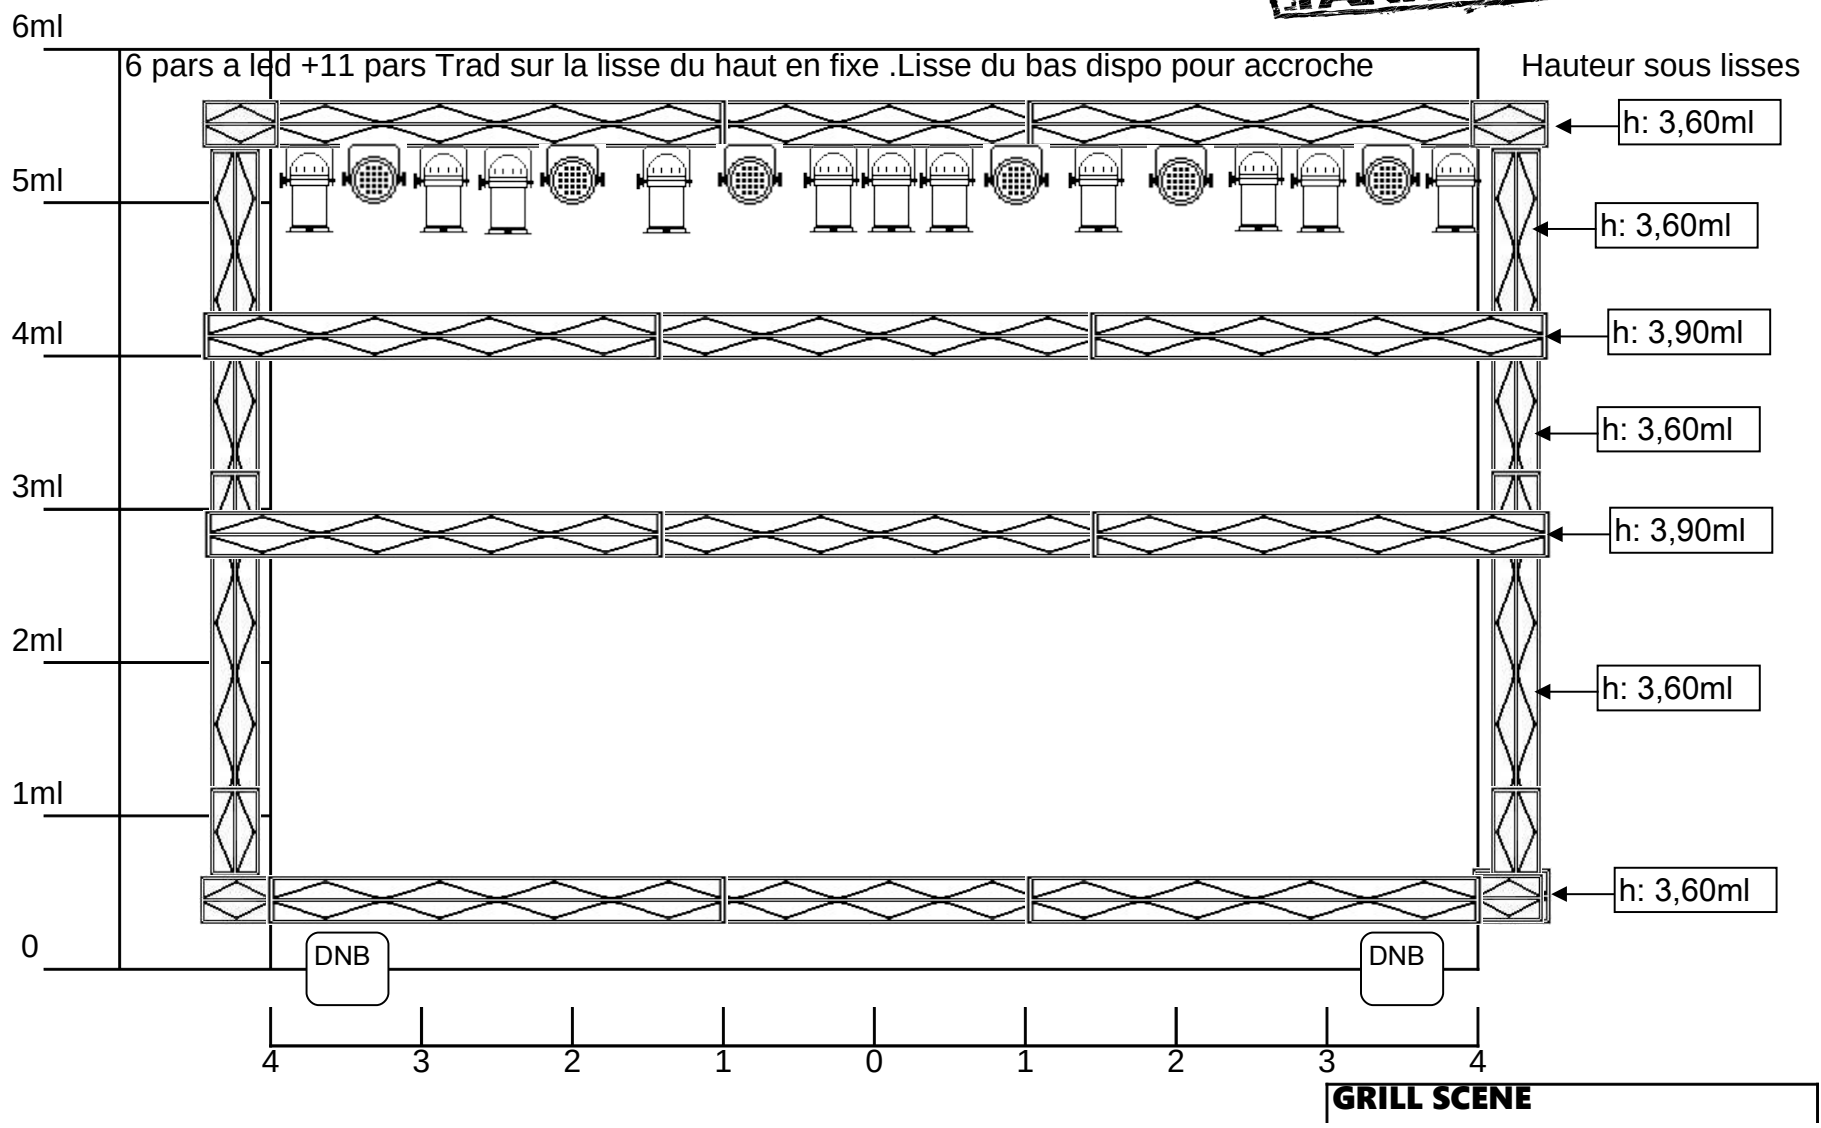 6ml
6 pars a led +11 pars Trad sur la lisse du haut en fixe .Lisse du bas dispo pour accroche
Hauteur sous lisses
h: 3,60ml
5ml
h: 3,60ml
4ml
h: 3,90ml
h: 3,60ml
3ml
h: 3,90ml
2ml
h: 3,60ml
1ml
h: 3,60ml
0
DNB
DNB
4 3 2 1 0 1 2 3 4
GRILL SCENE